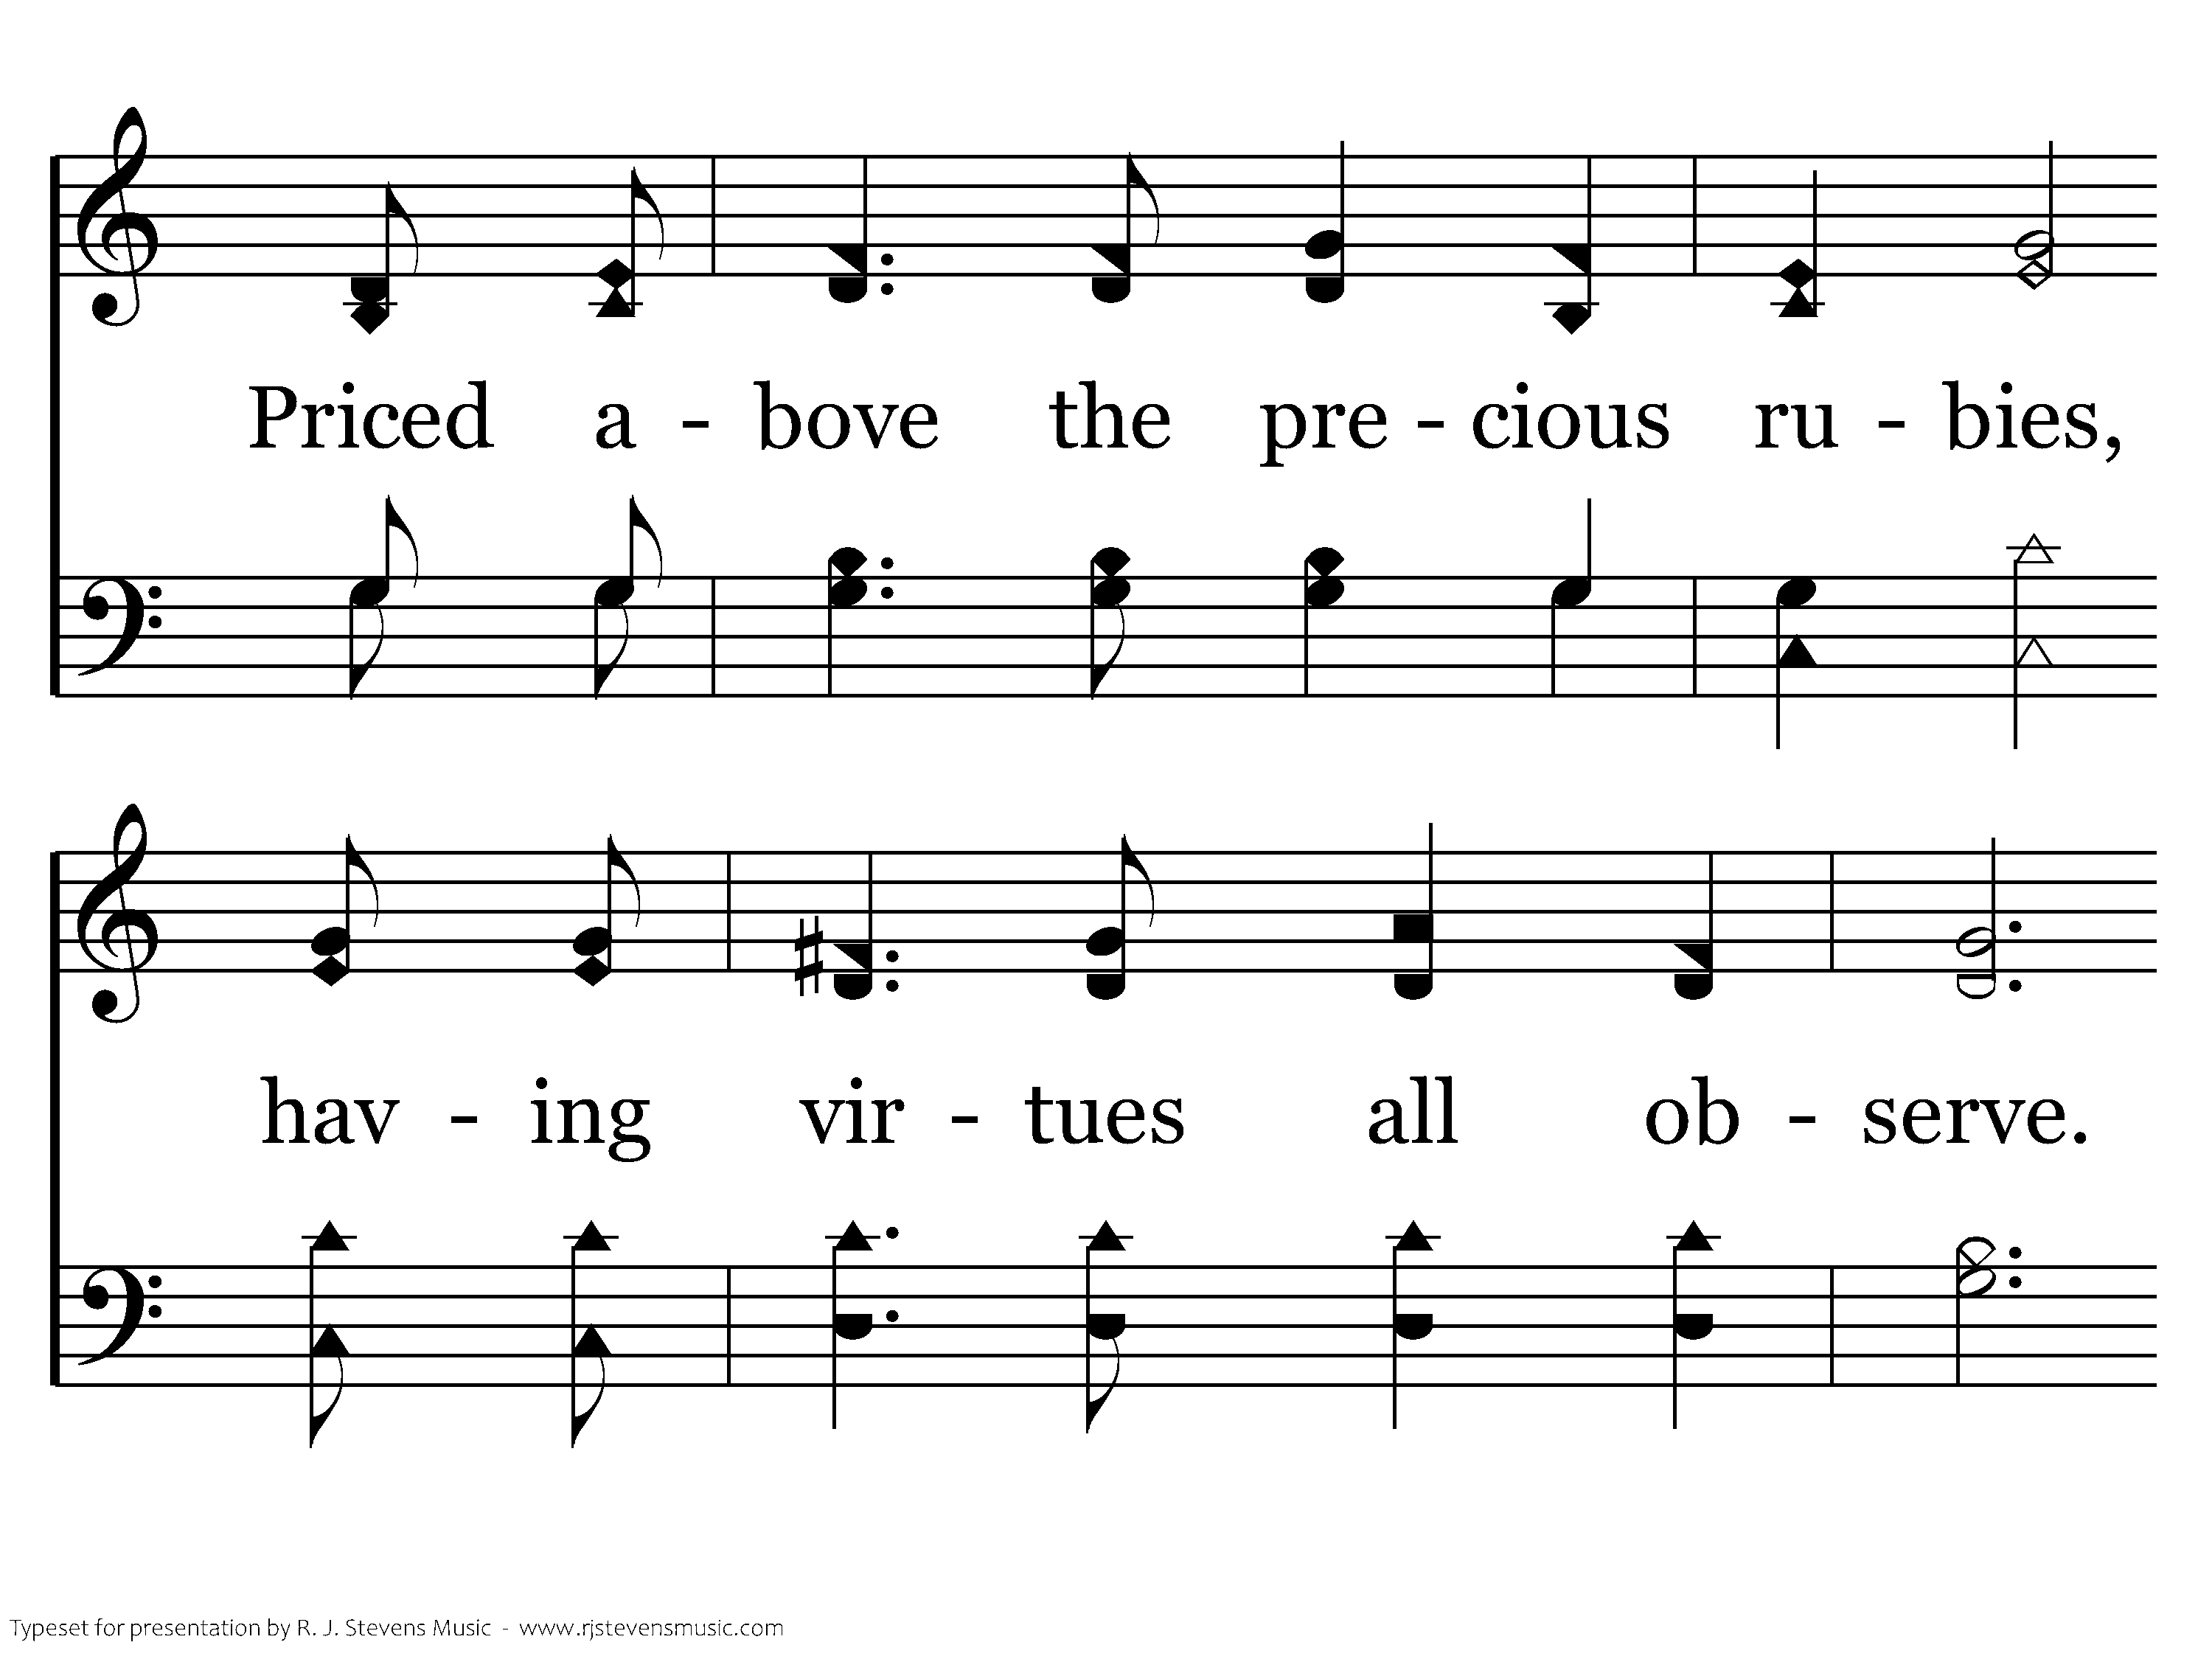 Priced a - bove the pre - cious ru - bies,
hav - ing vir - tues all ob - serve.
Typeset for presentation by R. J. Stevens Music - www.rjstevensmusic.com